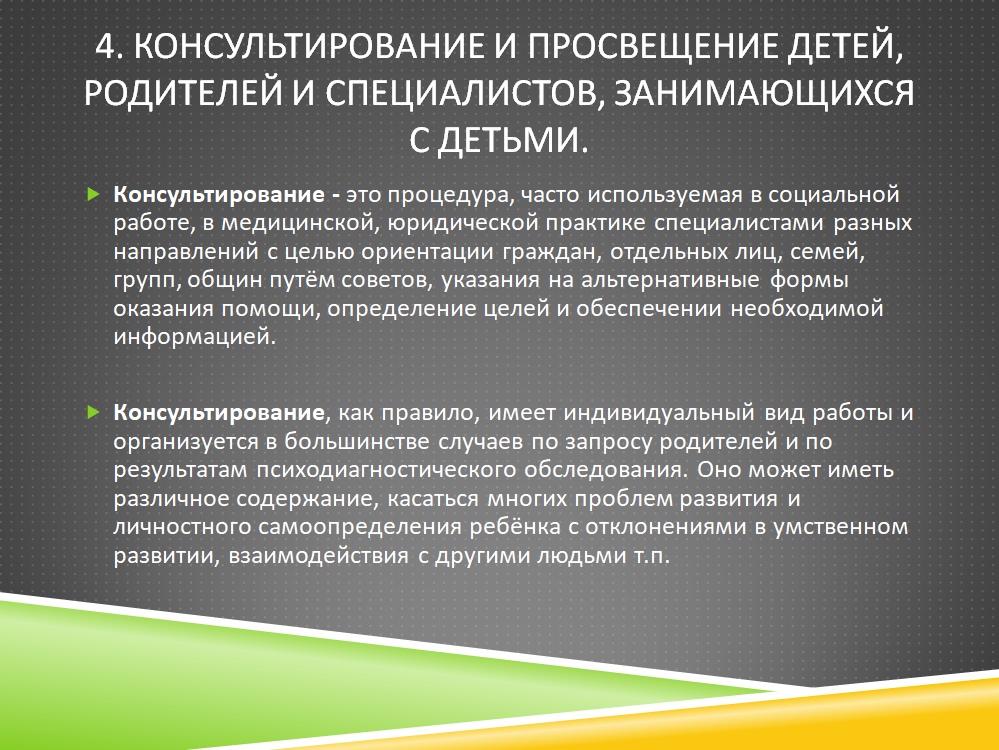 4. КОНСУЛЬТИРОВАНИЕ И ПРОСВЕЩЕНИЕ ДЕТЕЙ,
РОДИТЕЛЕЙ И СПЕЦИАЛИСТОВ, ЗАНИМАЮЩИХСЯ
С ДЕТЬМИ.
Консультирование - это процедура, часто используемая в социальной
работе, в медицинской, юридической практике специалистами разных
направлений с целью ориентации граждан, отдельных лиц, семей,
групп, общин путём советов, указания на альтернативные формы
оказания помощи, определение целей и обеспечении необходимой
информацией.
Консультирование, как правило, имеет индивидуальный вид работы и
организуется в большинстве случаев по запросу родителей и по
результатам психодиагностического обследования. Оно может иметь
различное содержание, касаться многих проблем развития и
личностного самоопределения ребёнка с отклонениями в умственном
развитии, взаимодействия с другими людьми т.п.